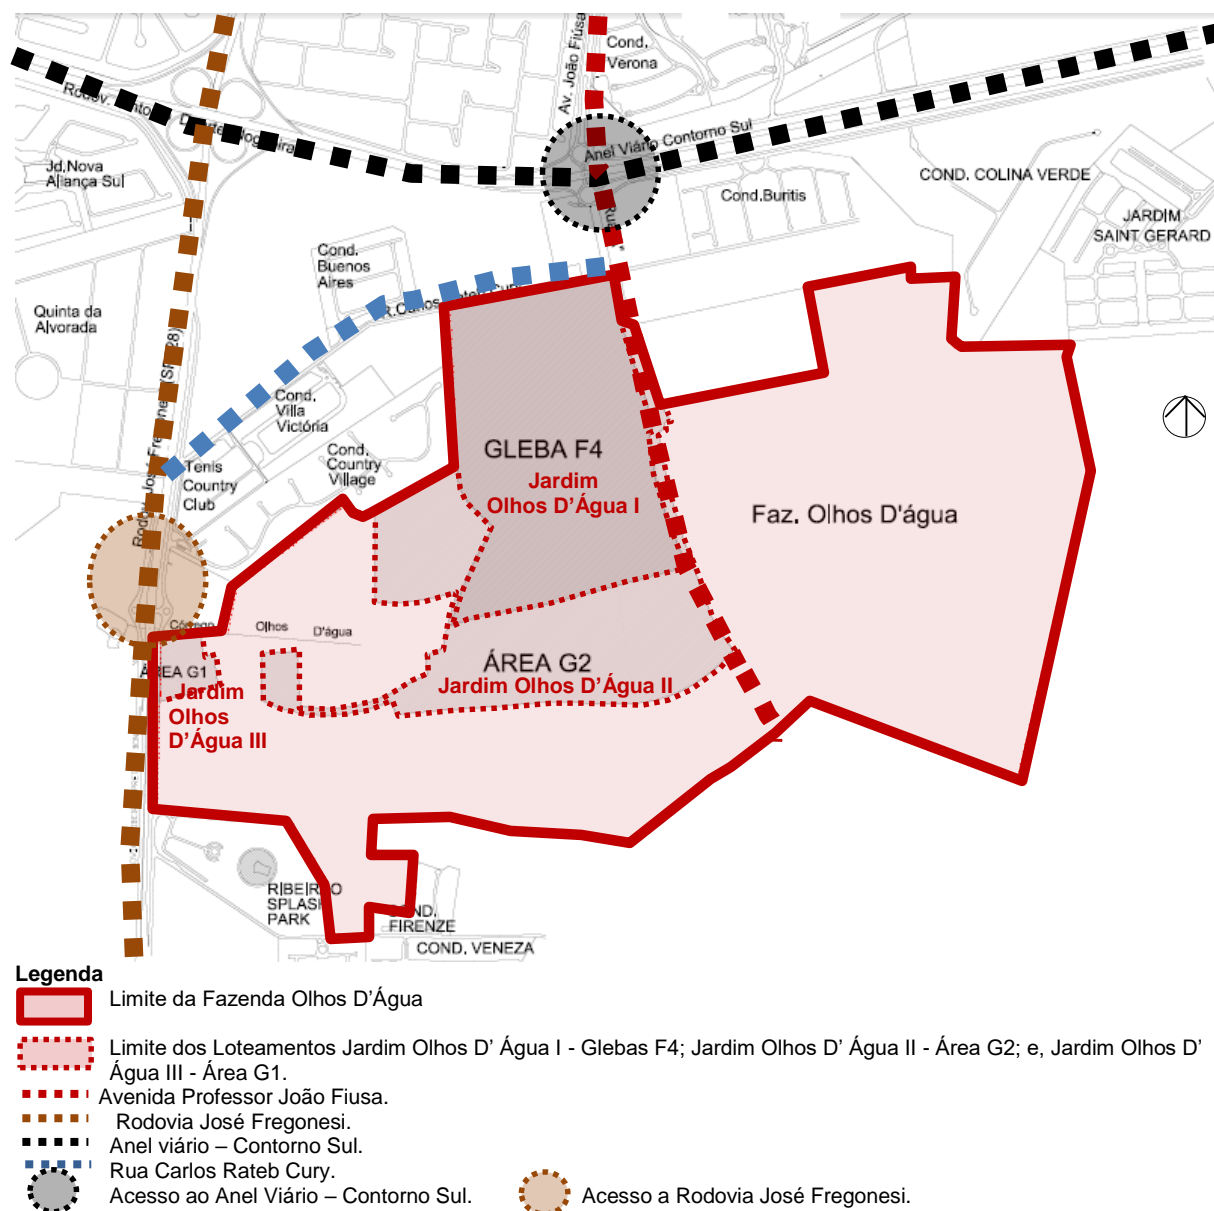 Cond.
Verona
Av. João Fiúsa
Anel Viário Contorno Sul
Jd.Nova
Aliança Sul
COND. COLINA VERDE
Cond.Buritis
JARDIM
SAINT GERARD
Cond.
Buenos
Aires
Quinta da
Alvorada
Cond.
Villa
Victória
Cond.
Country
Village
Tenis
Country
Club
GLEBA F4
Jardim
Olhos D'Água I
Faz. Olhos D'água
Córrego
Olhos
D'água
ÁREA G1
Jardim
Olhos
D'Água III
ÁREA G2
Jardim Olhos D'Água II
PARK
FIRENZE
COND. VENEZA
Legenda
Limite da Fazenda Olhos D'Água
Limite dos Loteamentos Jardim Olhos D' Água I - Glebas F4; Jardim Olhos D' Água II - Área G2; e, Jardim Olhos D'
Água III - Área G1.
Avenida Professor João Fiusa.
Rodovia José Fregonesi.
Anel viário – Contorno Sul.
Rua Carlos Rateb Cury.
Acesso ao Anel Viário – Contorno Sul.
Acesso a Rodovia José Fregonesi.